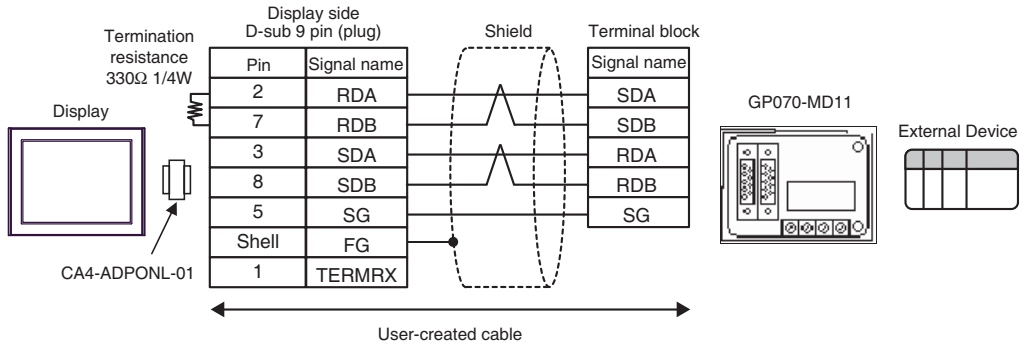 Termination
resistance
330Ω 1/4W
Display side
D-sub 9 pin (plug)
Shield
Terminal block
Pin Signal name
Signal name
2 RDA
SDA
7 RDB
SDB
3 SDA
RDA
8 SDB
RDB
5 SG
SG
Shell FG
1 TERMRX
Display
CA4-ADPONL-01
GP070-MD11
External Device
User-created cable